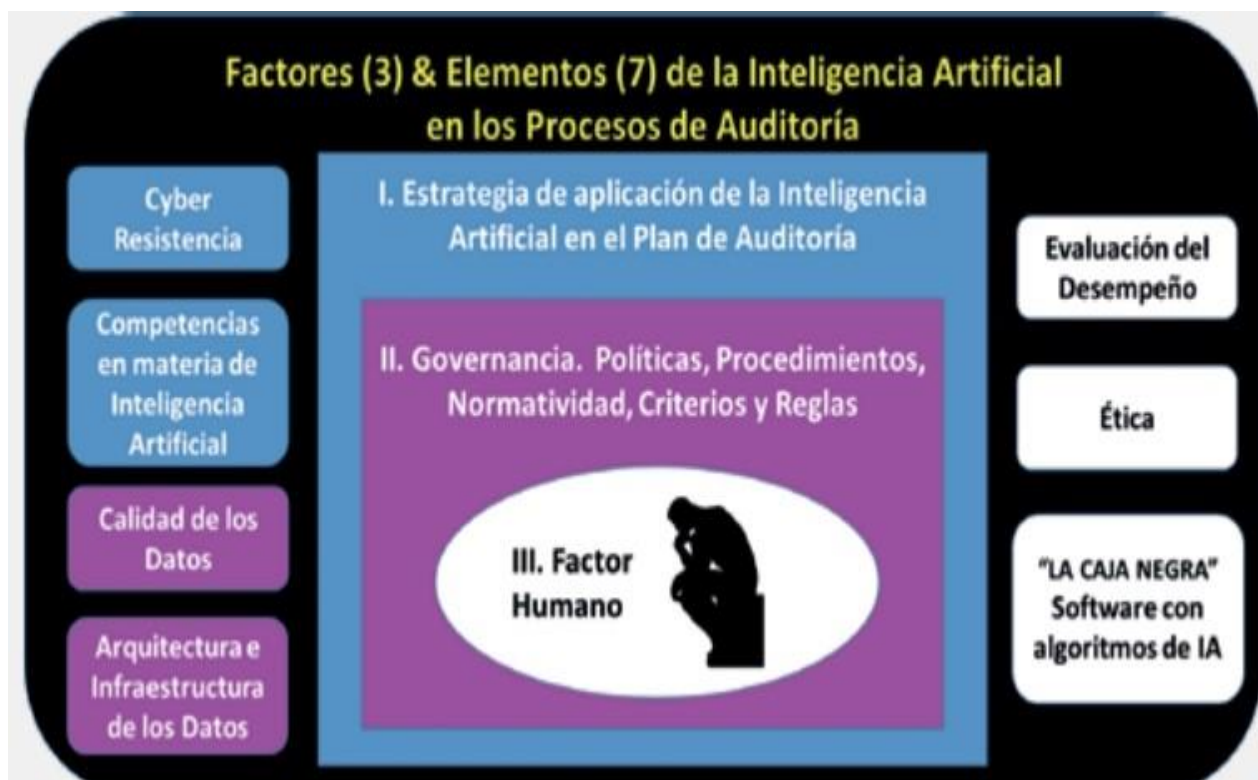 Factores (3) & Elementos (7) de la Inteligencia Artificial
en los Procesos de Auditoría
Cyber
Resistencia
Competencias
en materia de
Inteligencia
Artificial
Calidad de los
Datos
Arquitectura e
Infraestructura
de los Datos
I. Estrategia de aplicación de la Inteligencia
Artificial en el Plan de Auditoría
II. Governancia. Políticas, Procedimientos,
Normatividad, Criterios y Reglas
III. Factor
Humano
Evaluación del
Desempeño
Ética
“LA CAJA NEGRA”
Software con
algoritmos de IA